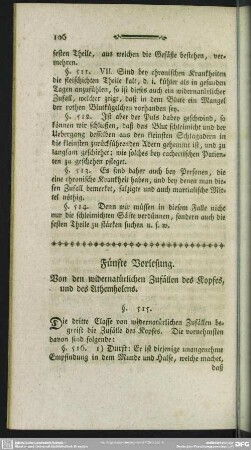 106
festen Theile, aus welchen die Gefäße bestehen, ver-
mehren.
§. 511. VII. Sind bey chronischen Krankheiten
die fleischichten Theile kalt, d. i. kühler als in gesunden
Tagen anzufühlen, so ist dieses auch ein widernatürlicher
Zufall, welcher zeigt, daß in dem Blute ein Mangel
der rothen Blutkügelchen vorhanden sey.
§. 512. Ist aber der Puls dabey geschwind, so
können wir schließen, daß das Blut schleimicht und der
Uebergang desselben aus den kleinsten Schlagadern in
die kleinsten zurückführenden Adern gehemmt ist, und zu
langsam geschiehet: wie solches bey cachectischen Patien-
ten zu geschehen pfleget.
§. 513. Es sind daher auch bey Personen, die
eine chronische Krankheit haben, und bey denen man die-
sen Zufall bemerket, salzigte und auch martialische Mittel
nöthig.
§. 514. Denn wir müssen in diesem Falle nicht
nur die schleimichten Säfte verdünnen, sondern auch die
festen Theile zu stärken suchen u. s. w.
Fünfte Vorlesung.
Von den widernatürlichen Zufällen des Kopfes,
und des Athemholens.
§. 515.
Die dritte Classe von widernatürlichen Zufällen be-
greift die Zufälle des Kopfes. Die vornehmsten
davon sind folgende:
§. 516. 1) Durst: Er ist diejenige unangenehme
Empfindung in dem Munde und Halse, welche machet,
daß